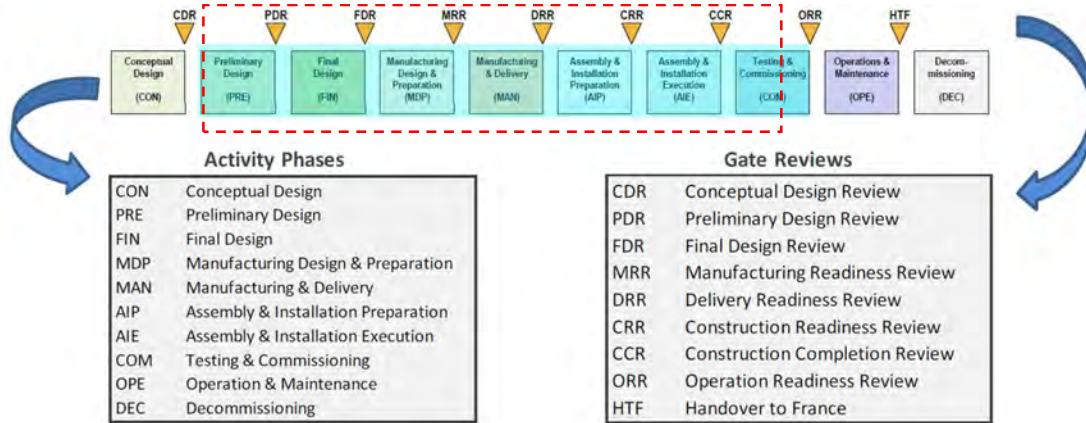 CDR PDR FDR MRR DRR CRR CCR ORR HTF
Conceptual
Design
(CON)
Preliminary
Design
(PRE)
Final
Design
(FIN)
Manufacturing
Design &
Preparation
(MDP)
Manufacturing
& Delivery
(MAN)
Assembly &
Installation
Preparation
(AIP)
Assembly &
Installation
Execution
(AIE)
Testing &
Commissioning
(COM)
Operations &
Maintenance
(OPE)
Decom-
missioning
(DEC)
Activity Phases
CON Conceptual Design
PRE Preliminary Design
FIN Final Design
MDP Manufacturing Design & Preparation
MAN Manufacturing & Delivery
AIP Assembly & Installation Preparation
AIE Assembly & Installation Execution
COM Testing & Commissioning
OPE Operation & Maintenance
DEC Decommissioning
Gate Reviews
CDR Conceptual Design Review
PDR Preliminary Design Review
FDR Final Design Review
MRR Manufacturing Readiness Review
DRR Delivery Readiness Review
CRR Construction Readiness Review
CCR Construction Completion Review
ORR Operation Readiness Review
HTF Handover to France